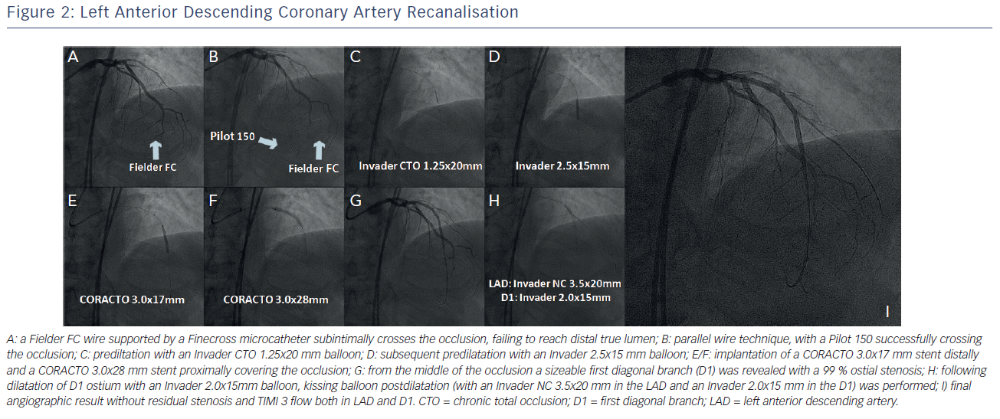 Figure 2: Left Anterior Descending Coronary Artery Recanalisation
A
B
C
D
Pilot 150
Fielder FC
Fielder FC
Invader CTO 1.25x20mm
Invader 2.5x15mm
E
F
G
H
CORACTO 3.0x17mm
CORACTO 3.0x28mm
LAD: Invader NC 3.5x20mm
D1: Invader 2.0x15mm
I
A: a Fielder FC wire supported by a Finecross microcatheter subintimally crosses the occlusion, failing to reach distal true lumen; B: parallel wire technique, with a Pilot 150 successfully crossing
the occlusion; C: prediltation with an Invader CTO 1.25x20 mm balloon; D: subsequent predilatation with an Invader 2.5x15 mm balloon; E/F: implantation of a CORACTO 3.0x17 mm stent distally
and a CORACTO 3.0x28 mm stent proximally covering the occlusion; G: from the middle of the occlusion a sizeable first diagonal branch (D1) was revealed with a 99 % ostial stenosis; H: following
dilatation of D1 ostium with an Invader 2.0x15mm balloon, kissing balloon postdilatation (with an Invader NC 3.5x20 mm in the LAD and an Invader 2.0x15 mm in the D1) was performed; I) final
angiographic result without residual stenosis and TIMI 3 flow both in LAD and D1. CTO = chronic total occlusion; D1 = first diagonal branch; LAD = left anterior descending artery.